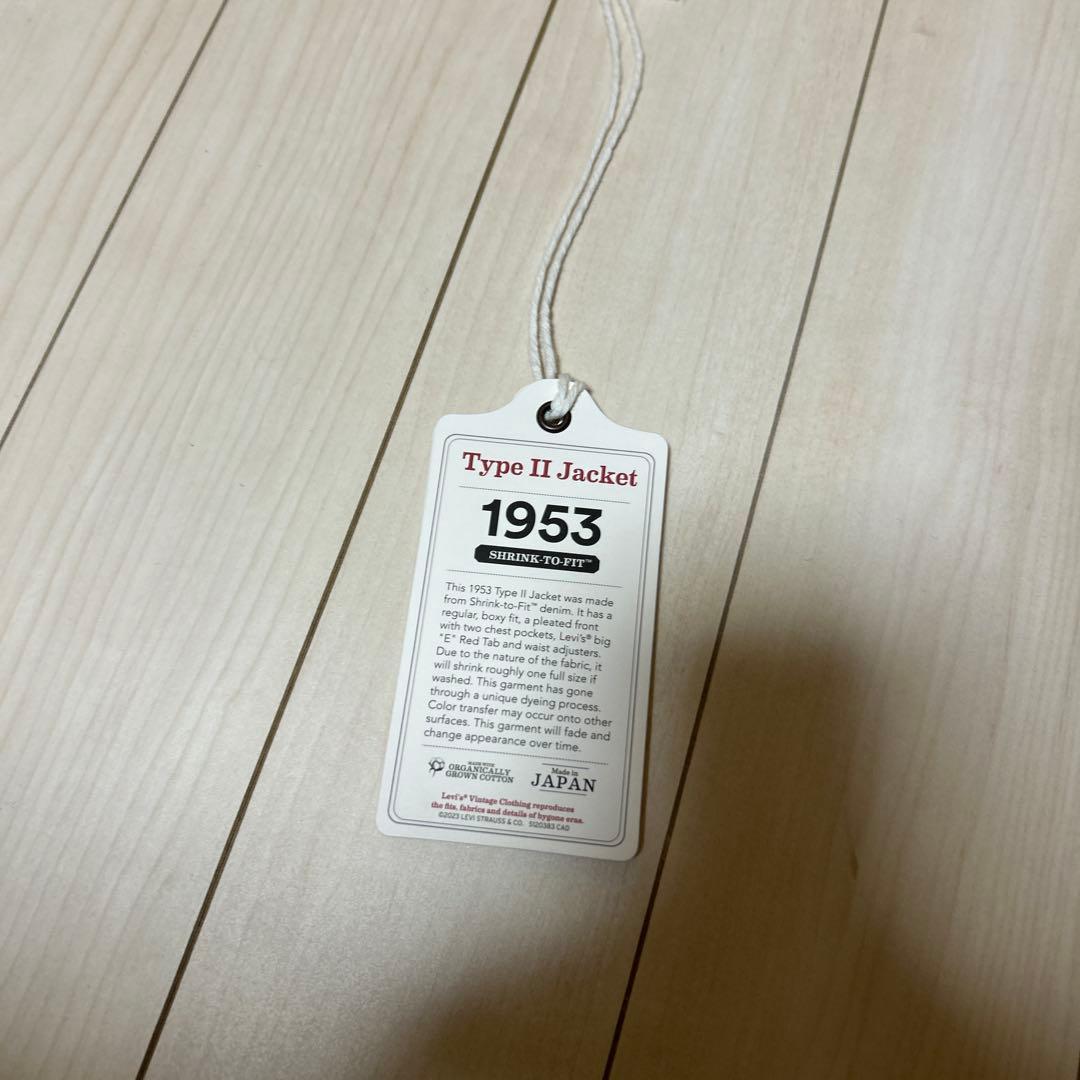 Type II Jacket
1953
SHRINK-TO-FIT™
This 1953 Type II Jacket was made
from Shrink-to-Fit™ denim. It has a
regular, boxy fit, a pleated front
with two chest pockets, Levi's® big
"E" Red Tab and waist adjusters.
Due to the nature of the fabric, it
will shrink roughly one full size if
washed. This garment has gone
through a unique dyeing process.
Color transfer may occur onto other
surfaces. This garment will fade and
change appearance over time.
MADE WITH
ORGANICALLY
GROWN COTTON
Made in
JAPAN
Levi's® Vintage Clothing reproduces
the fits, fabrics and details of bygone eras.
©2023 LEVI STRAUSS & CO. 5120383 CAD